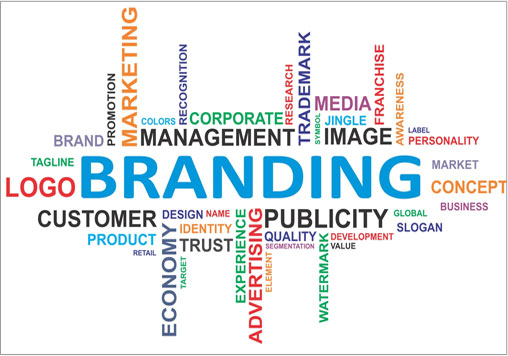 MARKETING
PROMOTION
COLORS
RECOGNITION
CORPORATE
RESEARCH
TRADEMARK
SYMBOL
MEDIA
JINGLE
FRANCHISE
AWARENESS
BRAND
MANAGEMENT
IMAGE
LABEL
PERSONALITY
TAGLINE
LOGO
BRANDING
MARKET
CONCEPT
BUSINESS
CUSTOMER
DESIGN
NAME
PUBLICITY
GLOBAL
SLOGAN
PRODUCT
RETAIL
ECONOMY
TARGET
IDENTITY
TRUST
EXPERIENCE
ADVERTISING
ELEMENT
QUALITY
SEGMENTATION
WATERMARK
DEVELOPMENT
VALUE